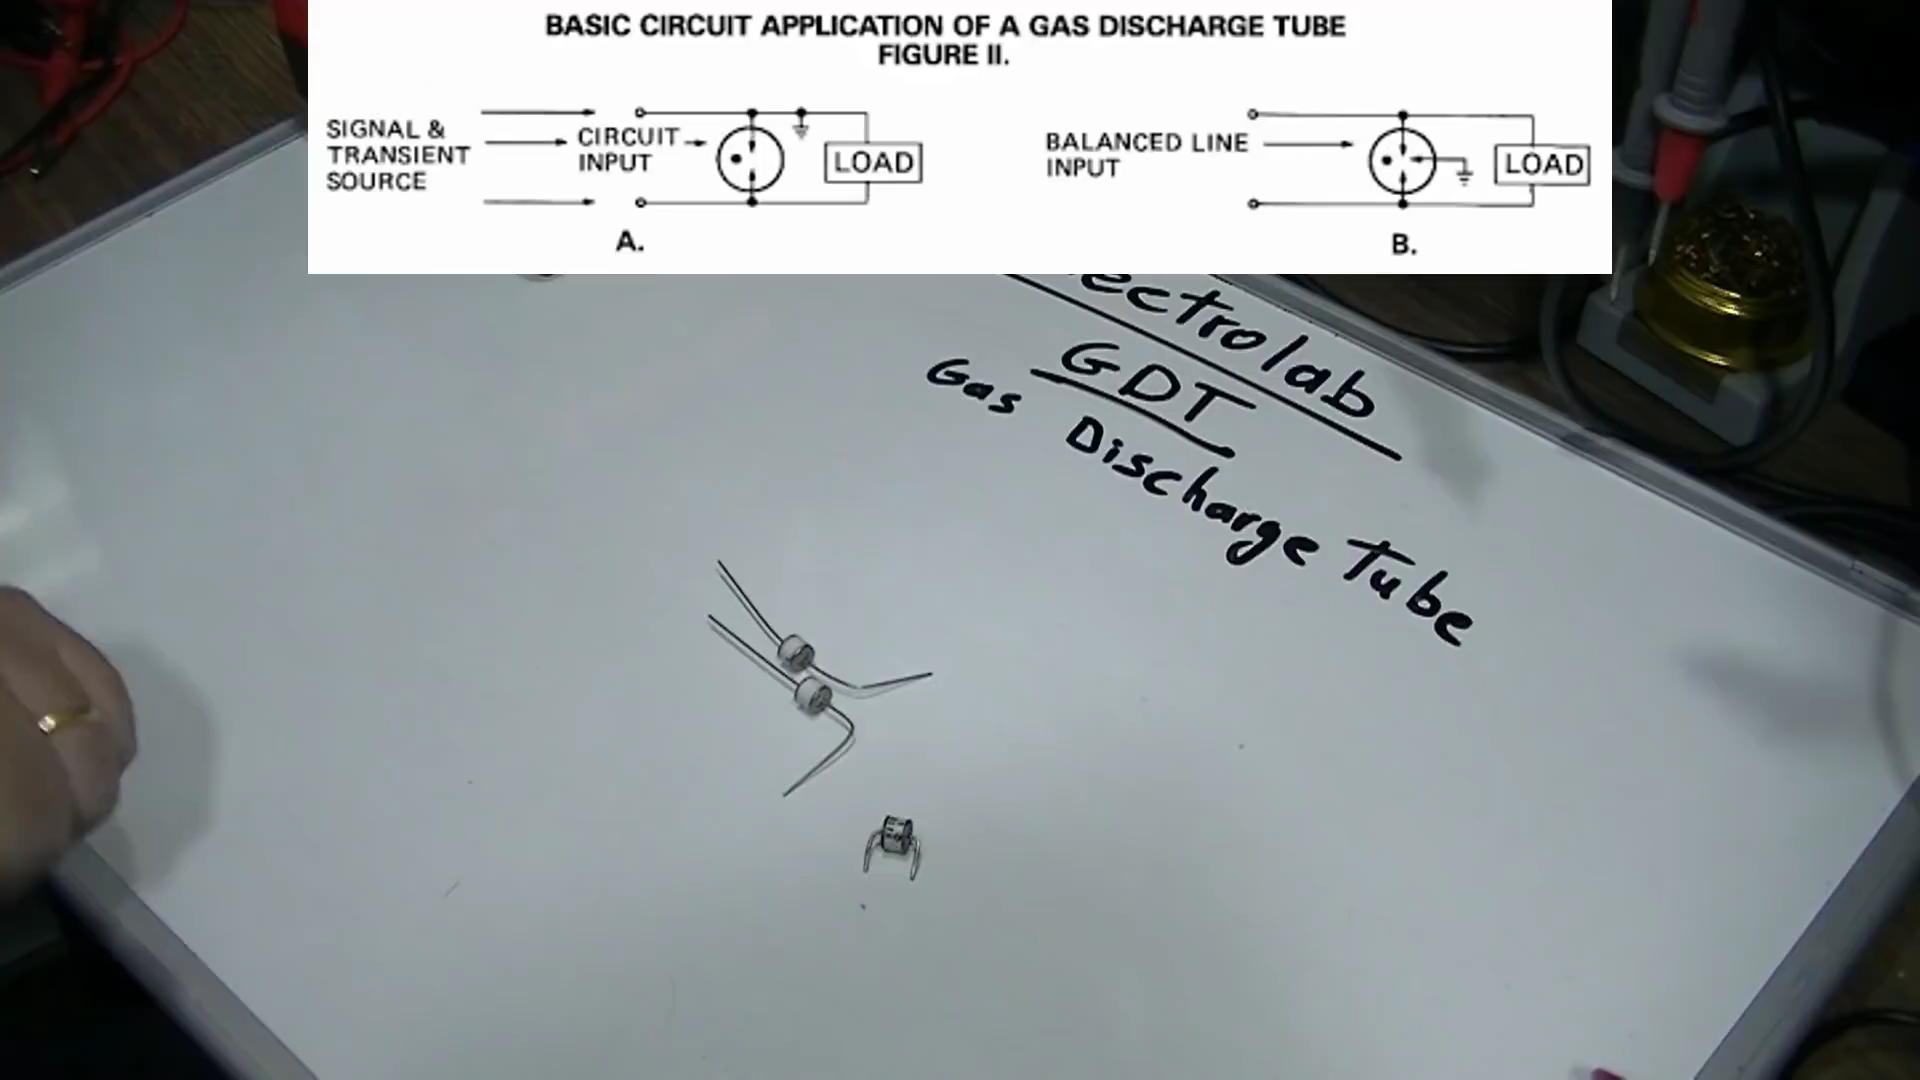 BASIC CIRCUIT APPLICATION OF A GAS DISCHARGE TUBE
FIGURE II.
SIGNAL &
TRANSIENT
SOURCE
CIRCUIT
INPUT
LOAD
A.
BALANCED LINE
INPUT
LOAD
B.
ectrolab
GDT
Gas Discharge Tube